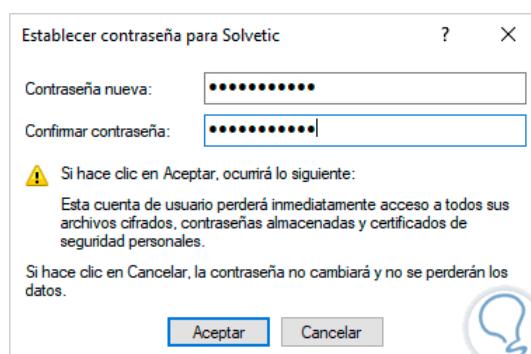 Establecer contraseña para Solvetic ? ×
Contraseña nueva: ●●●●●●●●●●●
Confirmar contraseña: ●●●●●●●●●●●
Si hace clic en Aceptar, ocurrirá lo siguiente:
Esta cuenta de usuario perderá inmediatamente acceso a todos sus
archivos cifrados, contraseñas almacenadas y certificados de
seguridad personales.
Si hace clic en Cancelar, la contraseña no cambiará y no se perderán los
datos.
Aceptar Cancelar